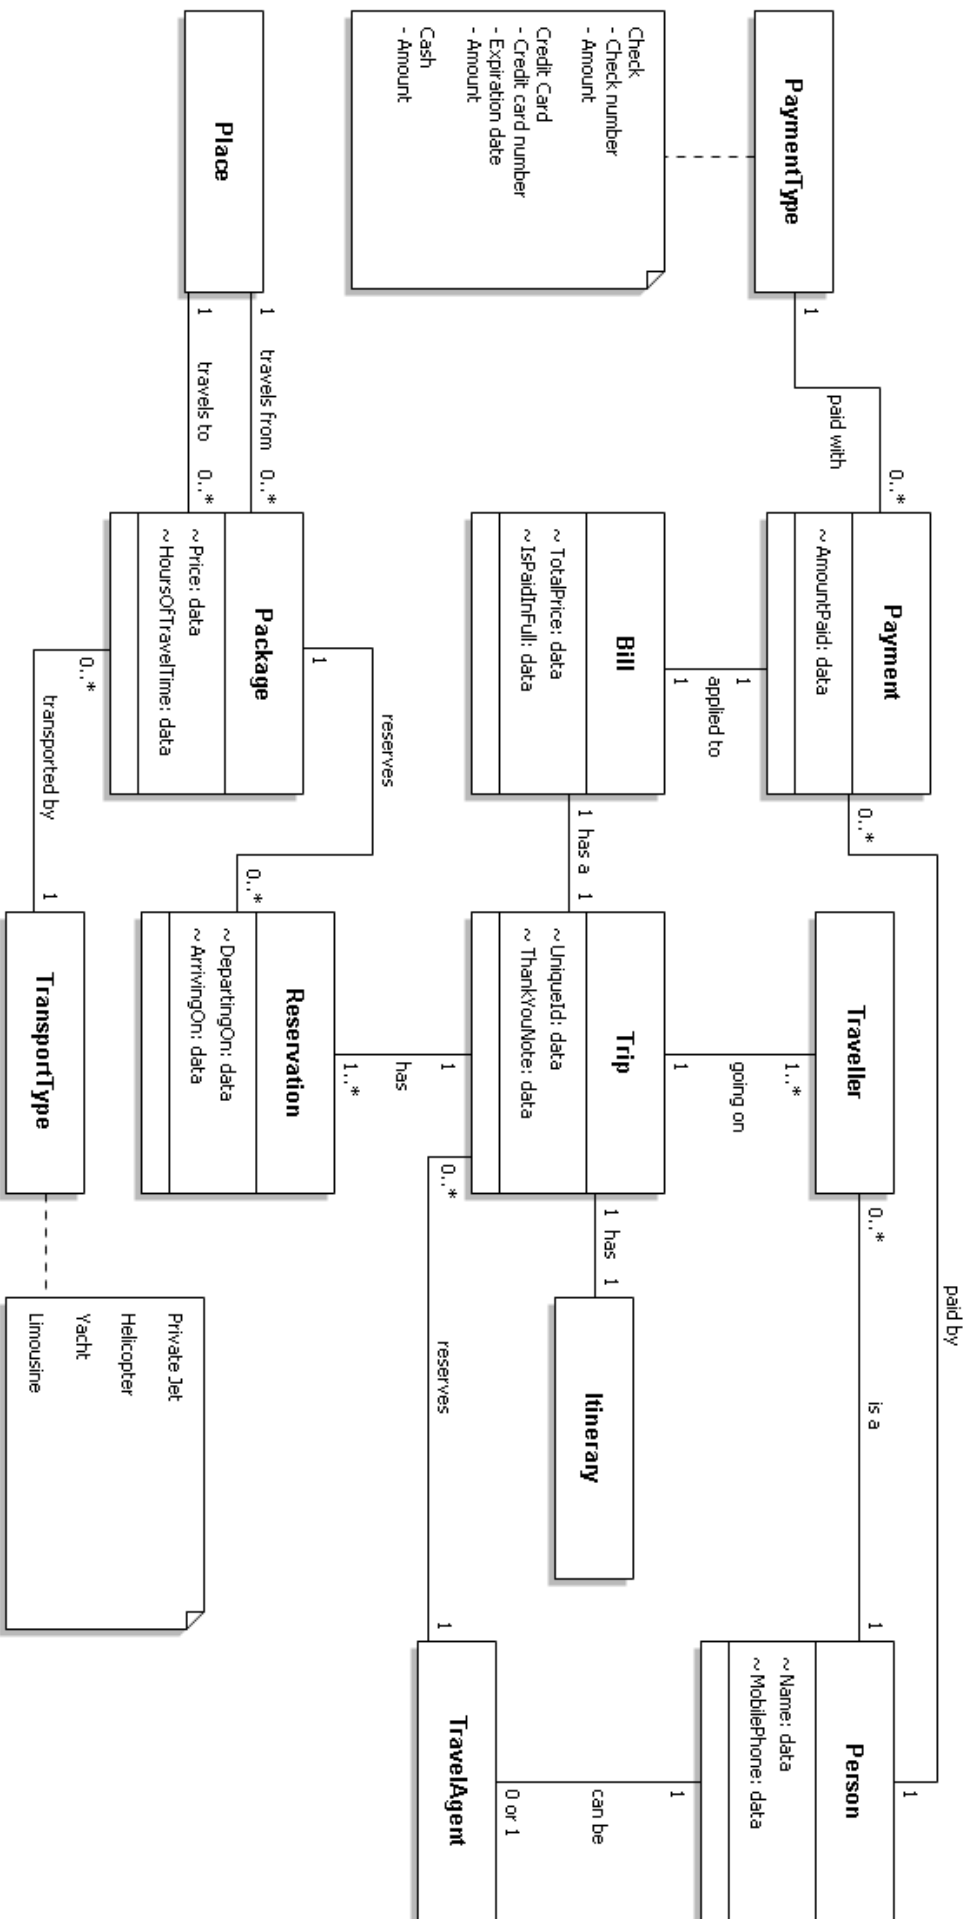 PaymentType
Check
- Check number
- Amount
Credit Card
- Credit card number
- Expiration date
- Amount
Cash
- Amount
Place
1
paid with
0..*
1
travels from
0..*
1
travels to
0..*
Payment
~ AmountPaid: data
1
applied to
1
Bill
~ TotalPrice: data
~ IsPaidInFull: data
Package
~ Price: data
~ HoursOfTravelTime: data
0..*
paid by
1
1
has a
1
1
reserves
0..*
0..*
transported by
1
Traveller
1..*
going on
1
Trip
~ UniqueId: data
~ ThankYouNote: data
1
has
1..*
Reservation
~ DepartingOn: data
~ ArrivingOn: data
TransportType
0..*
is a
1
1
has
1
Itinerary
0..*
reserves
1
Private Jet
Helicopter
Yacht
Limousine
Person
~ Name: data
~ MobilePhone: data
1
can be
0 or 1
TravelAgent